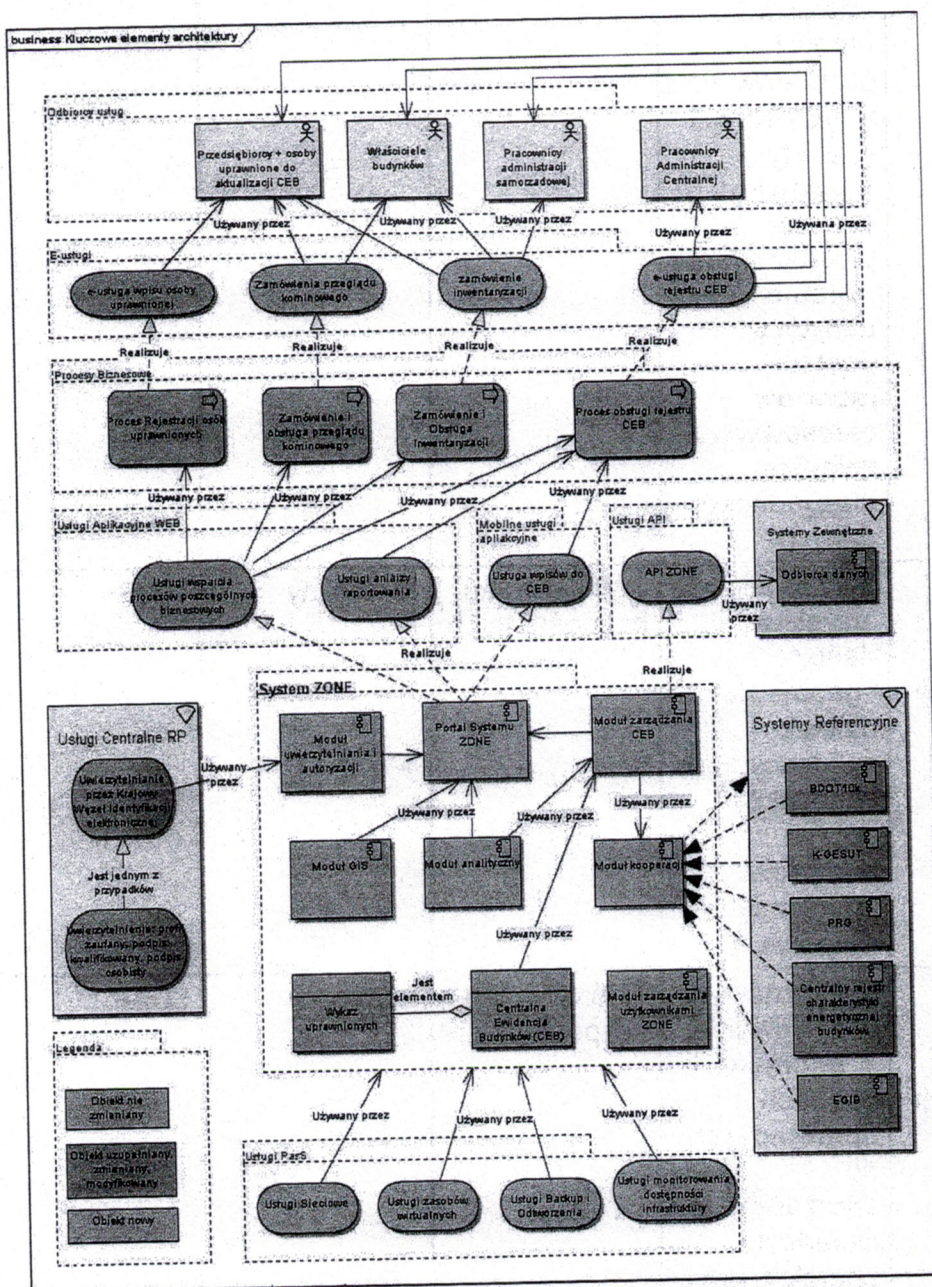 business Kluczowe elementy architektury
Odbiorcy usług
Przedsiębiorcy + osoby
uprawnione do
aktualizacji CEB
Właściciele
budynków
Pracownicy
administracji
samorządowej
Pracownicy
Administracji
Centralnej
Używany przez
Używany przez
Używany przez
Używana przez
E-usługi
e-usługa wpisu osoby
uprawnionej
Zamówienia przeglądu
kominowego
zamówienie
inwentaryzacji
e-usługa obsługi
rejestru CEB
Realizuje
Realizuje
Realizuje
Realizuje
Procesy Biznesowe
Proces Rejestracji osób
uprawnionych
Zamówienie i
obsługa przeglądu
kominowego
Zamówienie i
Obsługa
Inwentaryzacji
Proces obsługi rejestru
CEB
Używany przez
Używany przez
Używany przez
Używany przez
Usługi Aplikacyjne WEB
Mobilne usługi
apliakcyjne
Usługi API
Systemy Zewnętrzne
Usługi wsparcia
procesów poszczególnych
biznesowych
Usługi anlaizy i
raportowania
Usługa wpisów do
CEB
API ZONE
Odbiorca danych
Używany
przez
Realizuje
Realizuje
System ZONE
Usługi Centralne RP
Moduł
uwierzytelniania i
autoryzacji
Portal Systemu
ZONE
Moduł zarządzania
CEB
Systemy Referencyjne
Używany
przez
Uwierzytelnianie
przez Krajowy
Węzeł Identyfikacji
elektronicznej
Używany przez
Używany przez
Używany przez
BDOT10k
Moduł GIS
Moduł analityczny
Moduł kooperacji
K-GESUT
Jest jednym z
przypadków
PRG
Uwierzytelnienie: profil
zaufany, podpis
kwalifikowany, podpis
osobisty
Używany przez
Wykaz
uprawnionych
Jest
elementem
Centralna
Ewidencja
Budynków (CEB)
Moduł zarządzania
użytkownikami
ZONE
Centralny rejestr
charakterystyki
energetycznej
budynków
EGIB
Legenda
Obiekt nie
zmianiany
Obiekt uzupałniany,
zmianiany,
modyfikowany
Obiekt nowy
Używany przez
Używany przez
Używany przez
Używany przez
Usługi ParS
Usługi Sieciowe
Usługi zasobów
wirtualnych
Usługi Backup i
Odtworzenia
Usługi monitorowania
dostępności
infrastruktury